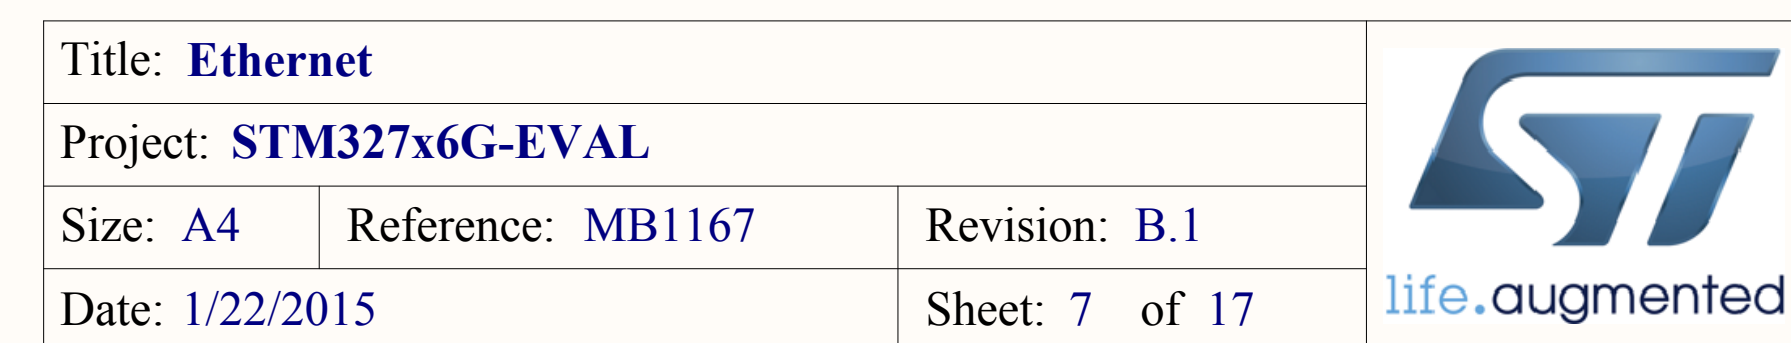 Title: Ethernet
Project: STM327x6G-EVAL
Size: A4 Reference: MB1167 Revision: B.1
Date: 1/22/2015 Sheet: 7 of 17
ST
life.augmented